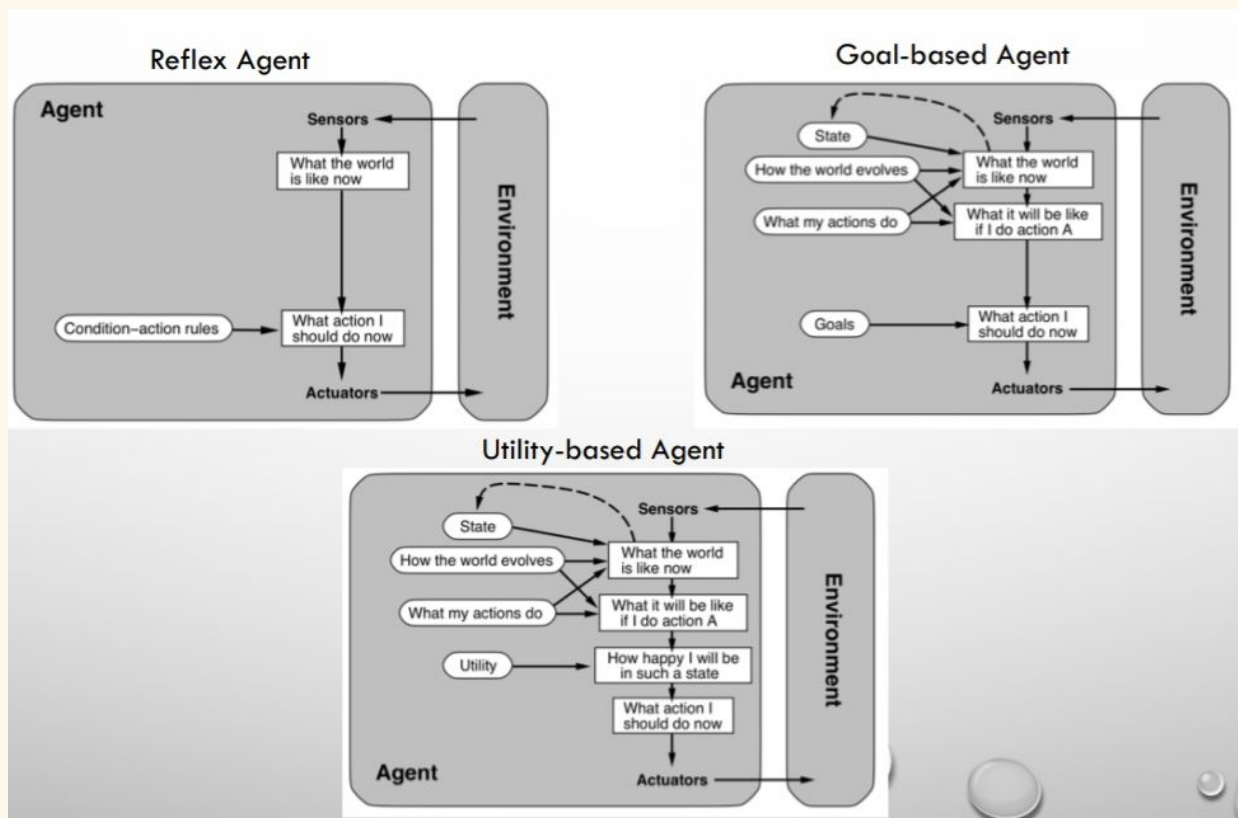 Reflex Agent
Agent
Sensors
What the world
is like now
Condition–action rules
What action I
should do now
Actuators
Environment
Goal-based Agent
Sensors
State
What the world
is like now
How the world evolves
What my actions do
What it will be like
if I do action A
Goals
What action I
should do now
Agent
Actuators
Environment
Utility-based Agent
Sensors
State
What the world
is like now
How the world evolves
What my actions do
What it will be like
if I do action A
Utility
How happy I will be
in such a state
What action I
should do now
Agent
Actuators
Environment